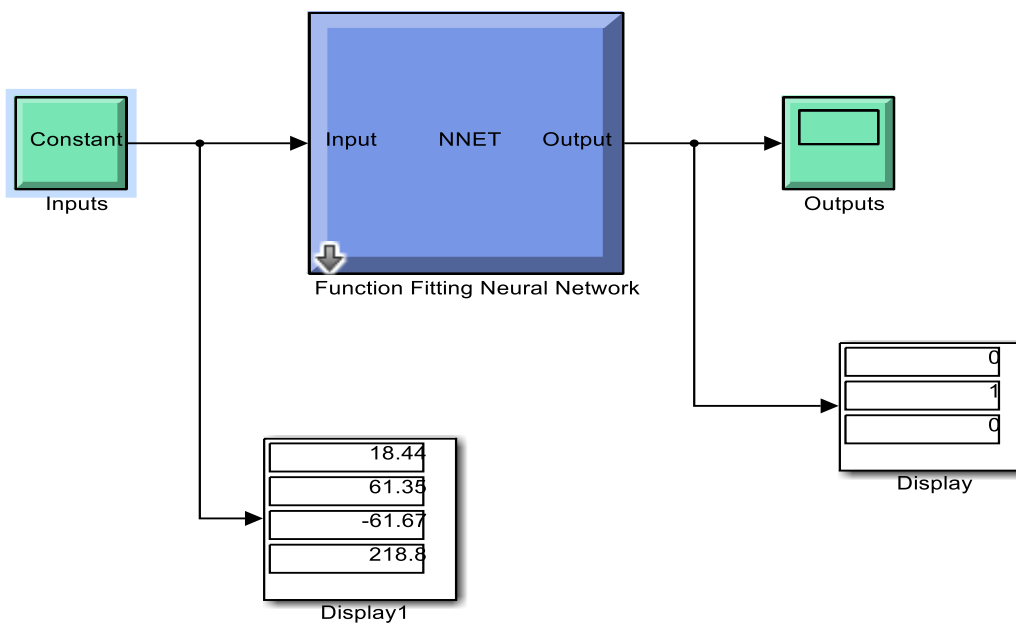 Constant
Inputs
Input NNET Output
Function Fitting Neural Network
Outputs
0
1
0
Display
18.44
61.35
-61.67
218.8
Display1